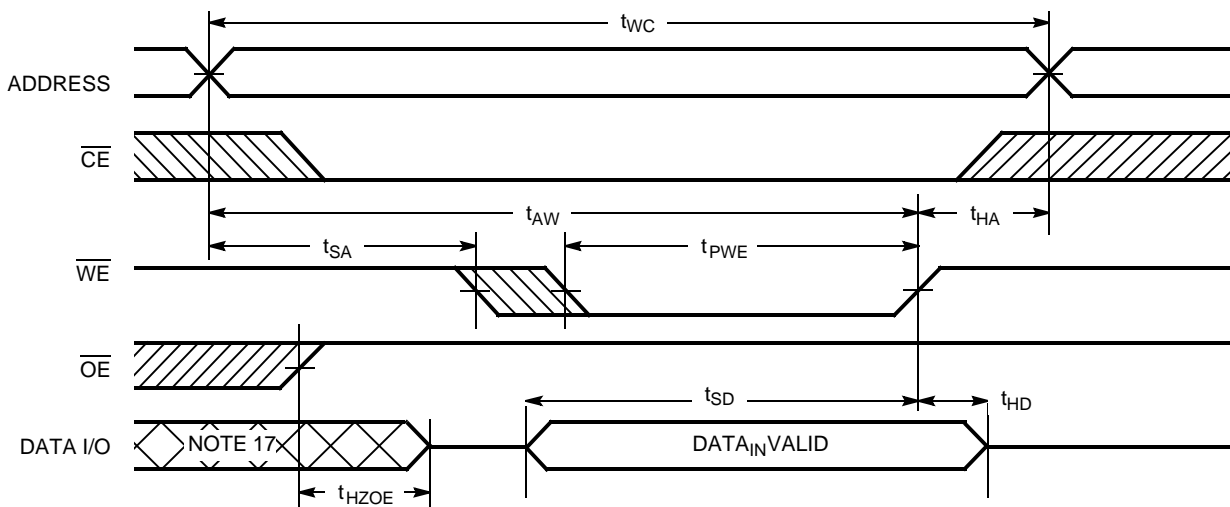 tWC
ADDRESS
CE
tAW
tHA
tSA
tPWE
WE
OE
tSD
tHD
DATA I/O
NOTE 17
DATAINVALID
tHZOE